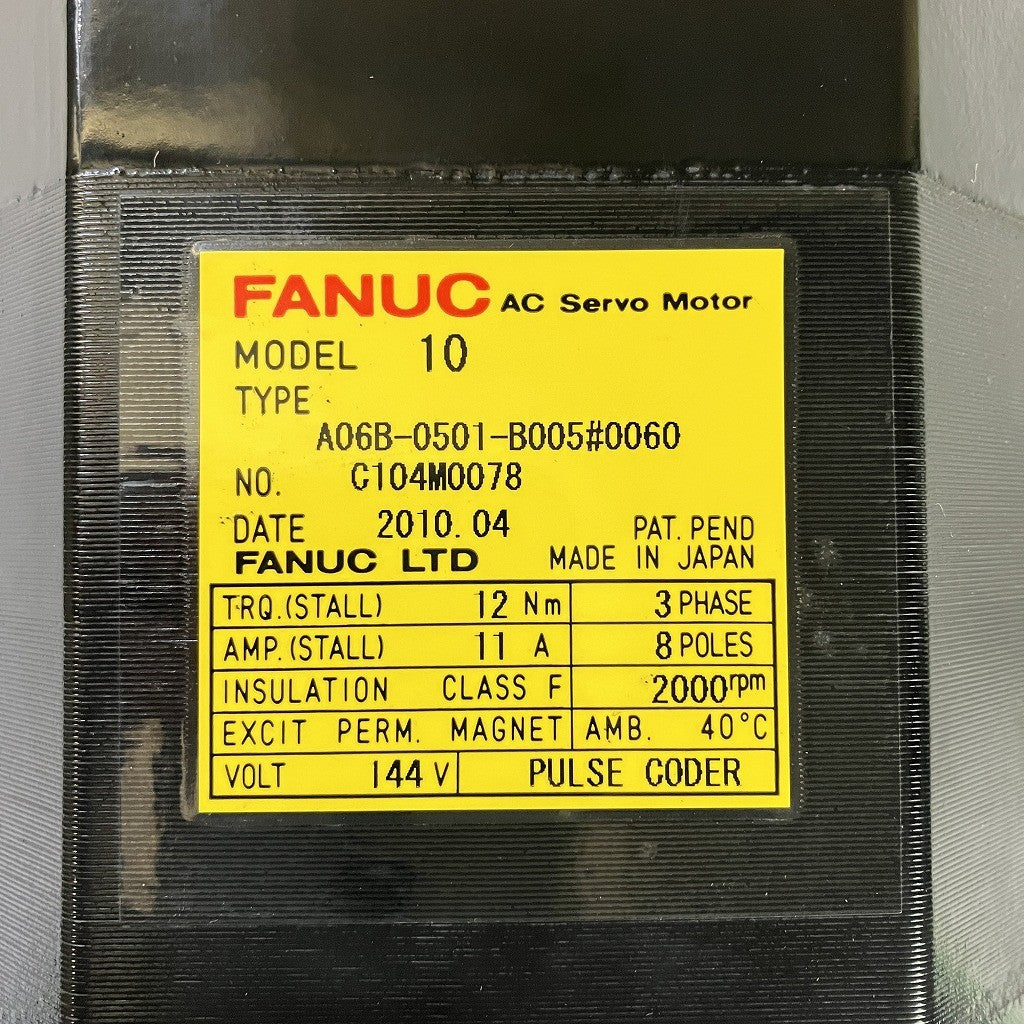 FANUC AC Servo Motor
MODEL 10
TYPE
A06B-0501-B005#0060
NO. C104M0078
DATE 2010.04 PAT. PEND
FANUC LTD MADE IN JAPAN
TRQ.(STALL) 12 Nm 3 PHASE
AMP.(STALL) 11 A 8 POLES
INSULATION CLASS F 2000rpm
EXCIT PERM. MAGNET AMB. 40°C
VOLT 144 V PULSE CODER